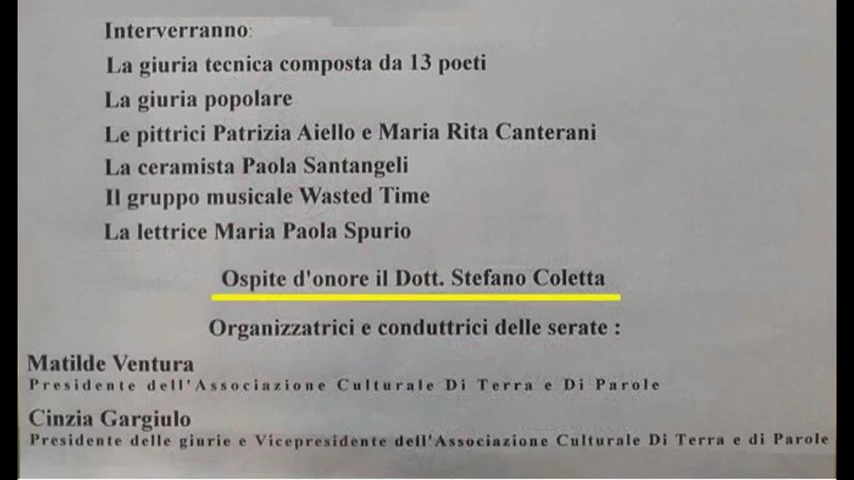 Interverranno:
La giuria tecnica composta da 13 poeti
La giuria popolare
Le pittrici Patrizia Aiello e Maria Rita Canterani
La ceramista Paola Santangeli
Il gruppo musicale Wasted Time
La lettrice Maria Paola Spurio
Ospite d'onore il Dott. Stefano Coletta
Organizzatrici e conduttrici delle serate :
Matilde Ventura
Presidente dell'Associazione Culturale Di Terra e Di Parole
Cinzia Gargiulo
Presidente delle giurie e Vicepresidente dell'Associazione Culturale Di Terra e di Parole